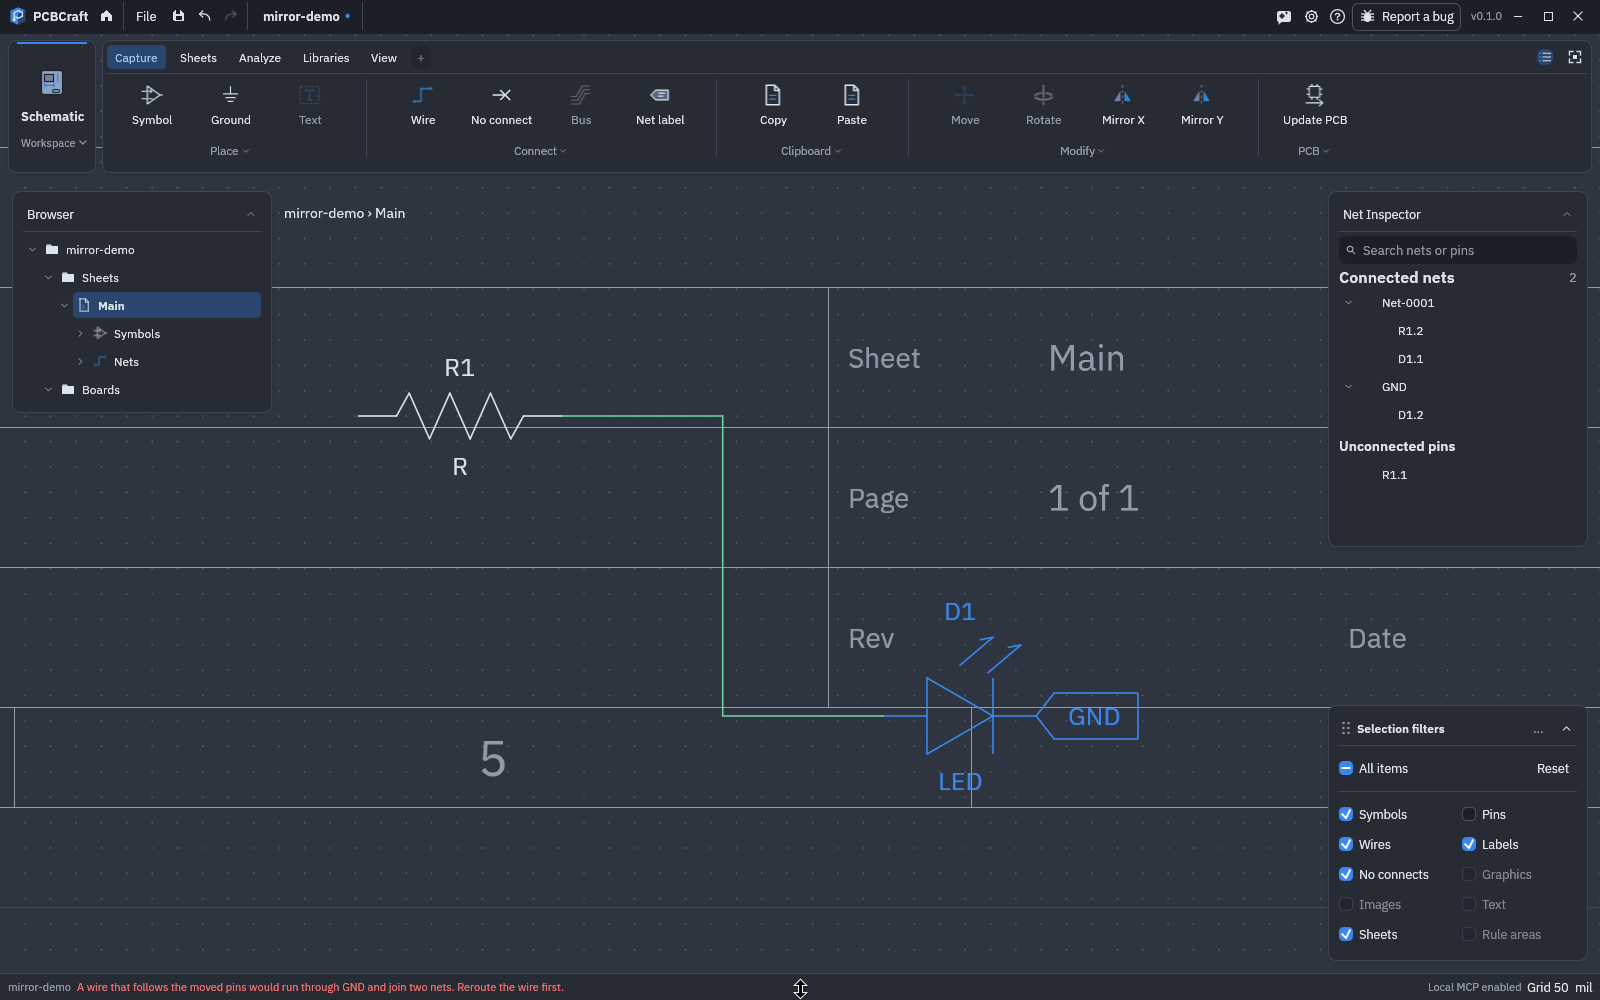 PCBCraft
File
mirror-demo
Report a bug
v0.1.0
Schematic
Workspace
Capture
Sheets
Analyze
Libraries
View
+
Symbol
Ground
Text
Wire
No connect
Bus
Net label
Copy
Paste
Move
Rotate
Mirror X
Mirror Y
Update PCB
Place
Connect
Clipboard
Modify
PCB
Browser
mirror-demo
Sheets
Main
Symbols
Nets
Boards
mirror-demo › Main
R1
R
Sheet
Main
Page
1 of 1
Rev
Date
D1
GND
LED
5
Net Inspector
Search nets or pins
Connected nets
2
Net-0001
R1.2
D1.1
GND
D1.2
Unconnected pins
R1.1
Selection filters
...
All items
Reset
Symbols
Pins
Wires
Labels
No connects
Graphics
Images
Text
Sheets
Rule areas
mirror-demo
A wire that follows the moved pins would run through GND and join two nets. Reroute the wire first.
Local MCP enabled
Grid 50 mil